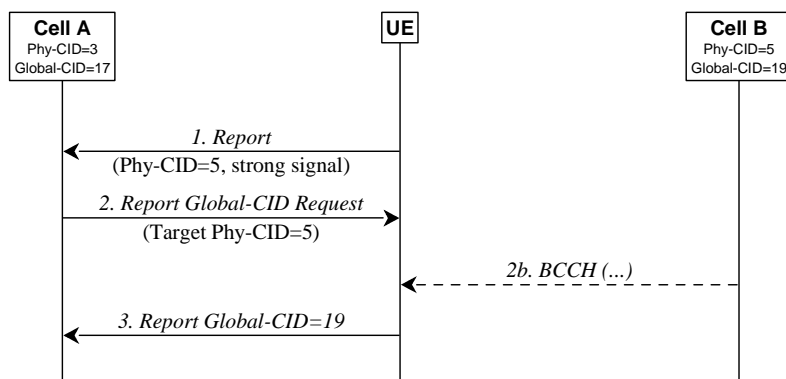 Cell A
Phy-CID=3
Global-CID=17
UE
Cell B
Phy-CID=5
Global-CID=19
1. Report
(Phy-CID=5, strong signal)
2. Report Global-CID Request
(Target Phy-CID=5)
2b. BCCH (...)
3. Report Global-CID=19